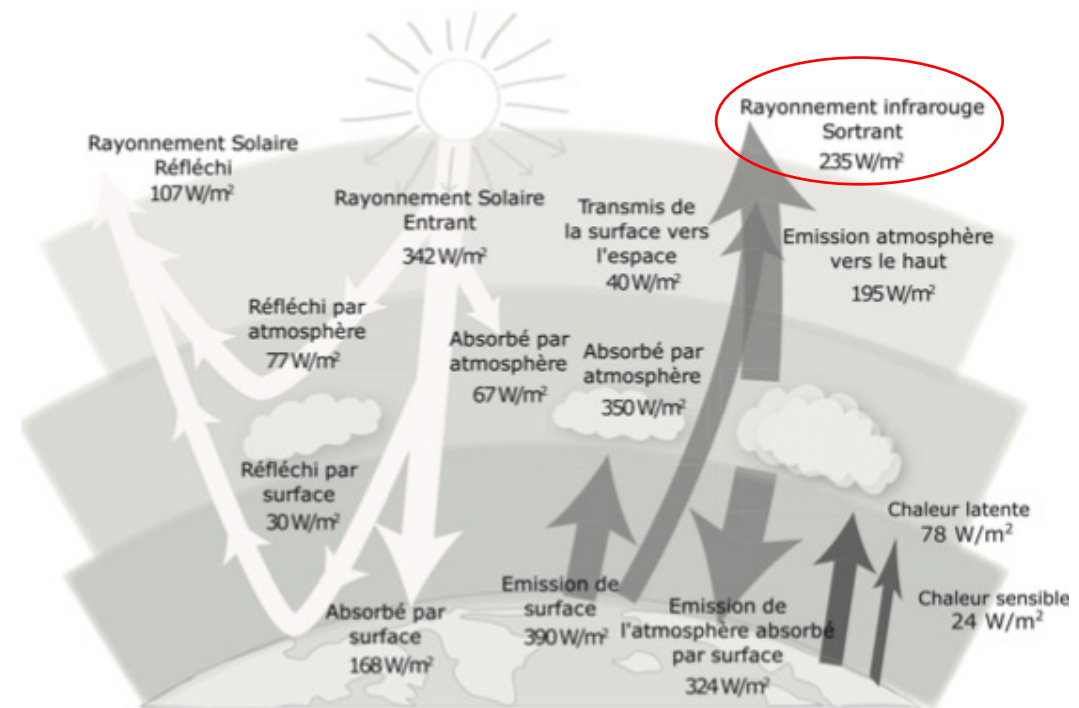 Rayonnement Solaire
Réfléchi
107 W/m²
Rayonnement Solaire
Entrant
342 W/m²
Rayonnement infrarouge
Sortrant
235 W/m²
Transmis de
la surface vers
l'espace
40 W/m²
Emission atmosphère
vers le haut
195 W/m²
Réfléchi par
atmosphère
77 W/m²
Absorbé par
atmosphère
67 W/m²
Absorbé par
atmosphère
350 W/m²
Réfléchi par
surface
30 W/m²
Chaleur latente
78 W/m²
Chaleur sensible
24 W/m²
Absorbé par
surface
168 W/m²
Emission de
surface
390 W/m²
Emission de
l'atmosphère absorbé
par surface
324 W/m²